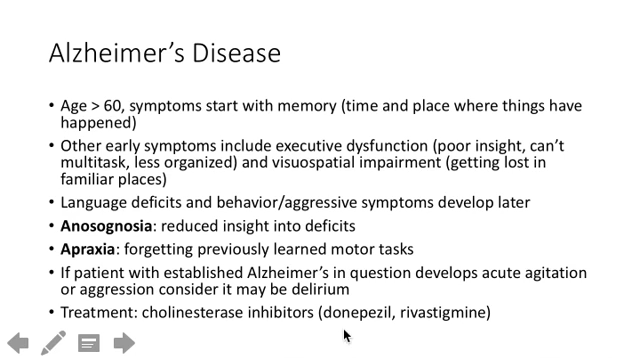 Alzheimer’s Disease
• Age > 60, symptoms start with memory (time and place where things have
happened)
• Other early symptoms include executive dysfunction (poor insight, can’t
multitask, less organized) and visuospatial impairment (getting lost in
familiar places)
• Language deficits and behavior/aggressive symptoms develop later
• Anosognosia: reduced insight into deficits
• Apraxia: forgetting previously learned motor tasks
• If patient with established Alzheimer’s in question develops acute agitation
or aggression consider it may be delirium
• Treatment: cholinesterase inhibitors (donepezil, rivastigmine)